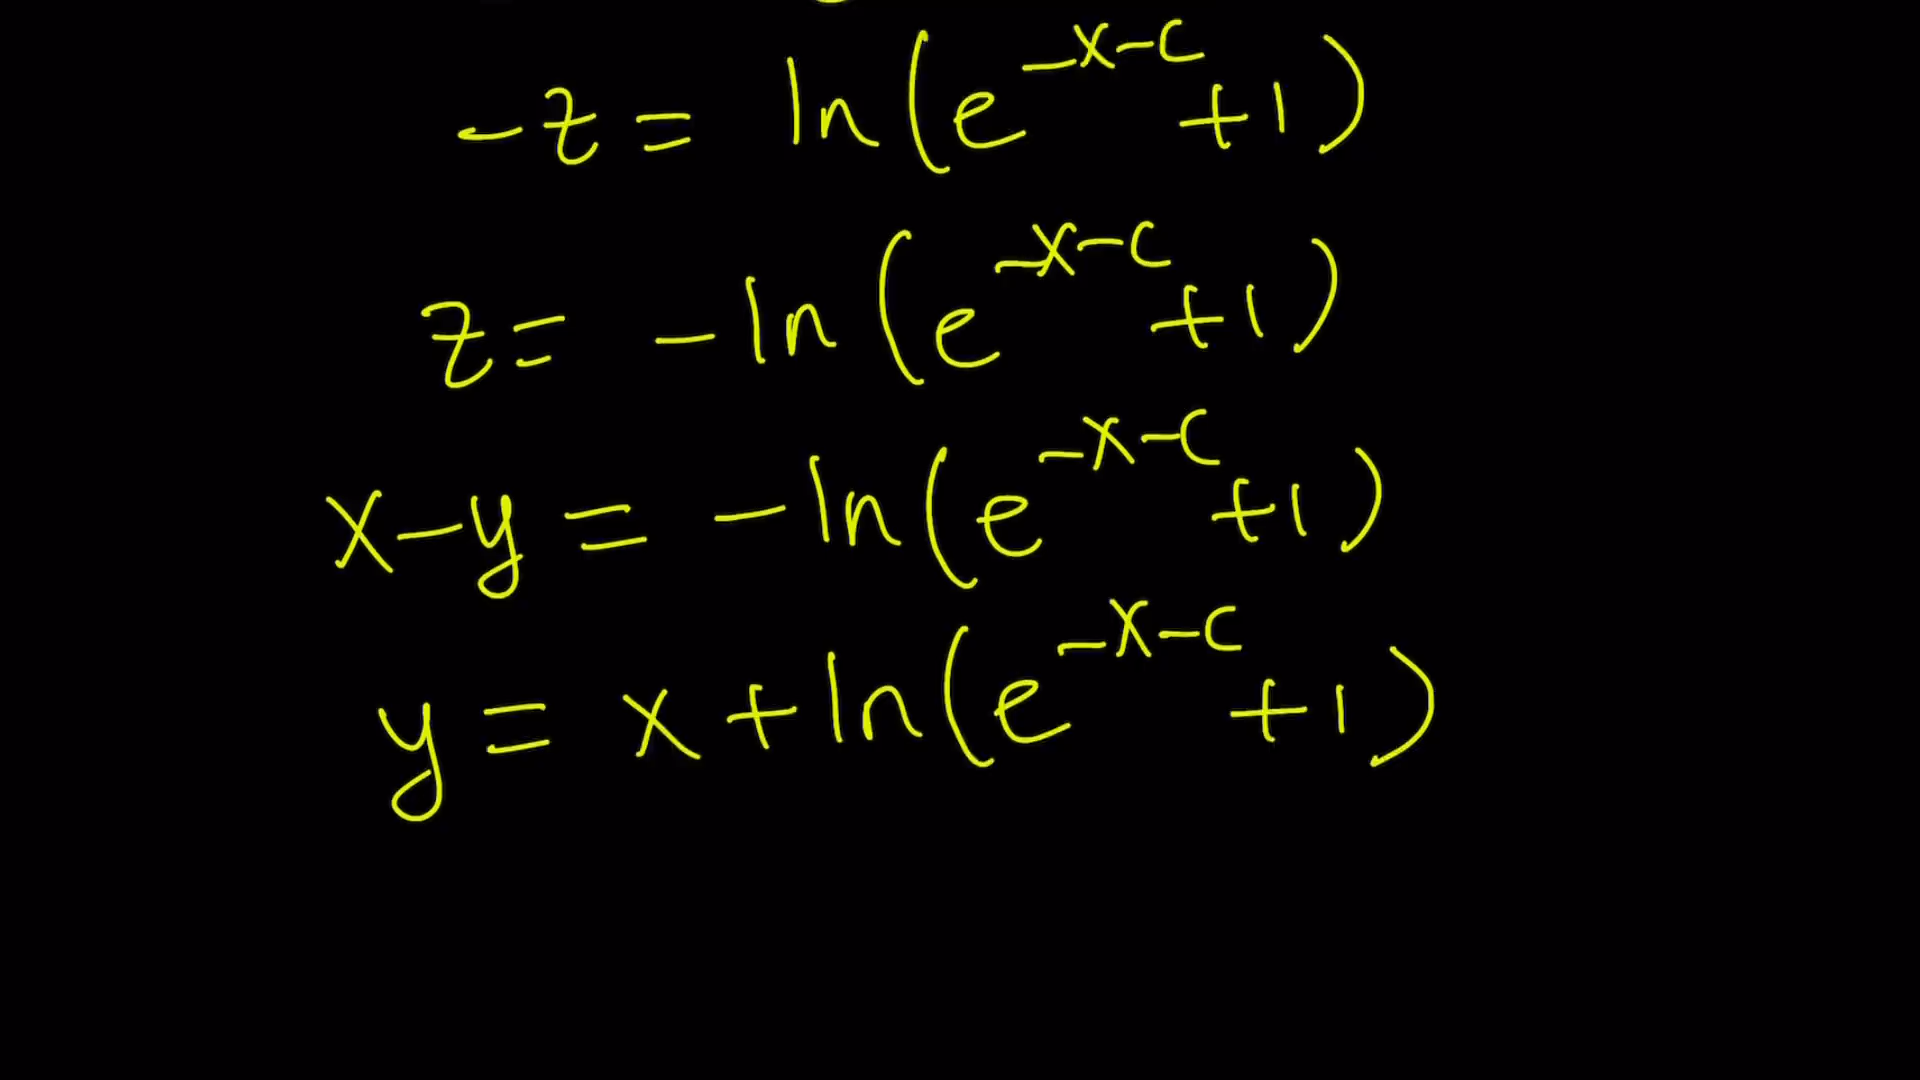 -z = ln(e^{-x-c}+1)
z = -ln(e^{-x-c}+1)
x-y = -ln(e^{-x-c}+1)
y = x+ln(e^{-x-c}+1)